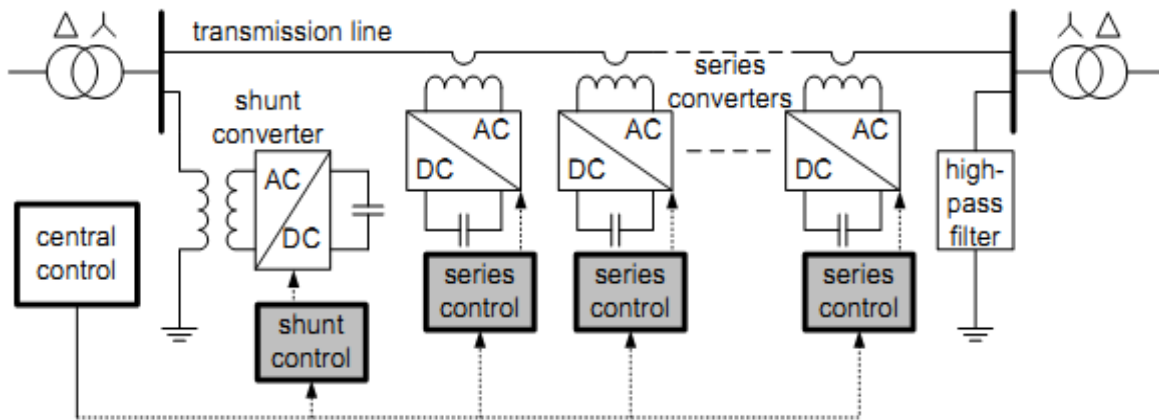 transmission line
series
converters
shunt
converter
AC
DC
AC
DC
AC
DC
AC
DC
high-
pass
filter
central
control
series
control
series
control
series
control
shunt
control